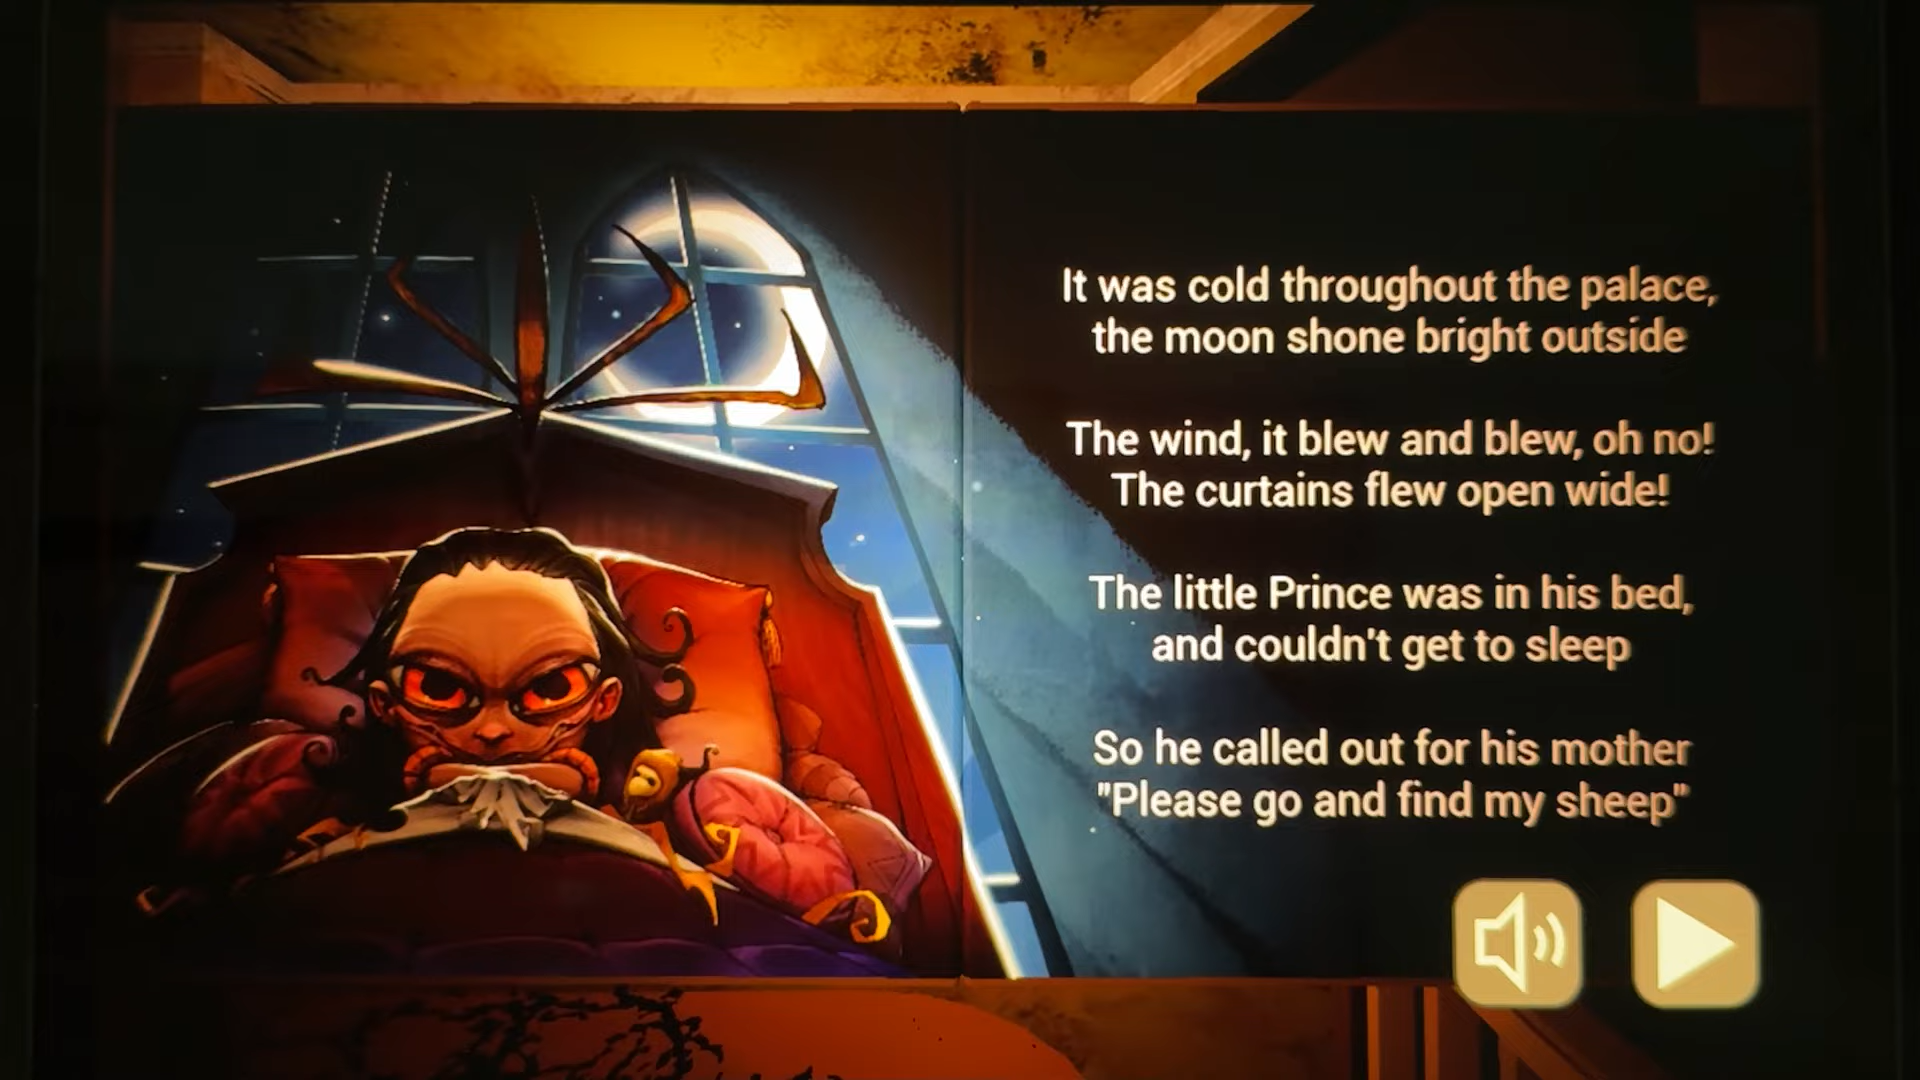 It was cold throughout the palace,
the moon shone bright outside
The wind, it blew and blew, oh no!
The curtains flew open wide!
The little Prince was in his bed,
and couldn't get to sleep
So he called out for his mother
"Please go and find my sheep"